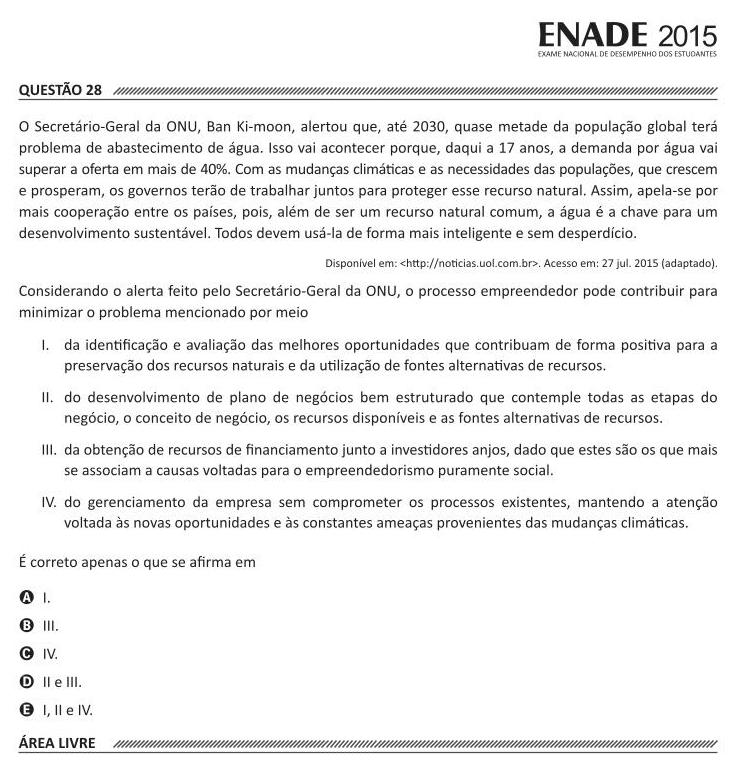 ENADE 2015
EXAME NACIONAL DE DESEMPENHO DOS ESTUDANTES
QUESTÃO 28
O Secretário-Geral da ONU, Ban Ki-moon, alertou que, até 2030, quase metade da população global terá
problema de abastecimento de água. Isso vai acontecer porque, daqui a 17 anos, a demanda por água vai
superar a oferta em mais de 40%. Com as mudanças climáticas e as necessidades das populações, que crescem
e prosperam, os governos terão de trabalhar juntos para proteger esse recurso natural. Assim, apela-se por
mais cooperação entre os países, pois, além de ser um recurso natural comum, a água é a chave para um
desenvolvimento sustentável. Todos devem usá-la de forma mais inteligente e sem desperdício.
Disponível em: <http://noticias.uol.com.br>. Acesso em: 27 jul. 2015 (adaptado).
Considerando o alerta feito pelo Secretário-Geral da ONU, o processo empreendedor pode contribuir para
minimizar o problema mencionado por meio
I. da identificação e avaliação das melhores oportunidades que contribuam de forma positiva para a
preservação dos recursos naturais e da utilização de fontes alternativas de recursos.
II. do desenvolvimento de plano de negócios bem estruturado que contemple todas as etapas do
negócio, o conceito de negócio, os recursos disponíveis e as fontes alternativas de recursos.
III. da obtenção de recursos de financiamento junto a investidores anjos, dado que estes são os que mais
se associam a causas voltadas para o empreendedorismo puramente social.
IV. do gerenciamento da empresa sem comprometer os processos existentes, mantendo a atenção
voltada às novas oportunidades e às constantes ameaças provenientes das mudanças climáticas.
É correto apenas o que se afirma em
A I.
B III.
C IV.
D II e III.
E I, II e IV.
ÁREA LIVRE